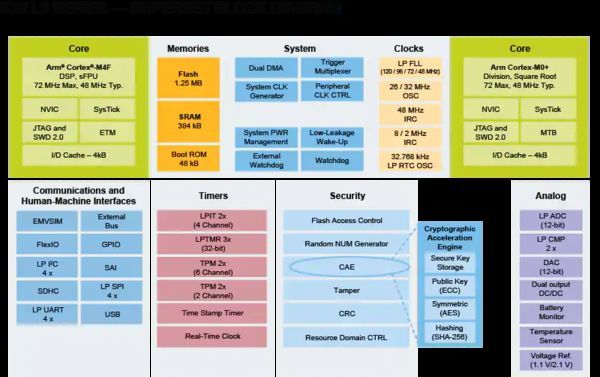 K32 L3 SERIES — SUPERSET BLOCK DIAGRAM
Core
Arm® Cortex®-M4F
DSP, sFPU
72 MHz Max, 48 MHz Typ.
NVIC
SysTick
JTAG and
SWD 2.0
ETM
I/D Cache – 4kB
Memories
Flash
1.25 MB
SRAM
384 kB
Boot ROM
48 kB
System
Dual DMA
Trigger
Multiplexer
System CLK
Generator
Peripheral
CLK CTRL
System PWR
Management
Low-Leakage
Wake-Up
External
Watchdog
Watchdog
Clocks
LP FLL
(120 / 96 / 72 / 48 MHz)
26 / 32 MHz
OSC
48 MHz
IRC
8 / 2 MHz
IRC
32.768 kHz
LP RTC OSC
Core
Arm Cortex-M0+
Division, Square Root
72 Max, 48 MHz Typ.
NVIC
SysTick
JTAG and
SWD 2.0
MTB
I/D Cache – 4kB
Communications and
Human-Machine Interfaces
EMVSIM
External
Bus
FlexIO
GPIO
LP I²C
4 x
SAI
SDHC
LP SPI
4 x
LP UART
4 x
USB
Timers
LPIT 2x
(4 Channel)
LPTMR 3x
(32-bit)
TPM 2x
(6 Channel)
TPM 2x
(2 Channel)
Time Stamp Timer
Real-Time Clock
Security
Flash Access Control
Random NUM Generator
CAE
Tamper
CRC
Resource Domain CTRL
Cryptographic
Acceleration
Engine
Secure Key
Storage
Public Key
(ECC)
Symmetric
(AES)
Hashing
(SHA-256)
Analog
LP ADC
(12-bit)
LP CMP
2 x
DAC
(12-bit)
Dual output
DC/DC
Battery
Monitor
Temperature
Sensor
Voltage Ref.
(1.1 V/2.1 V)